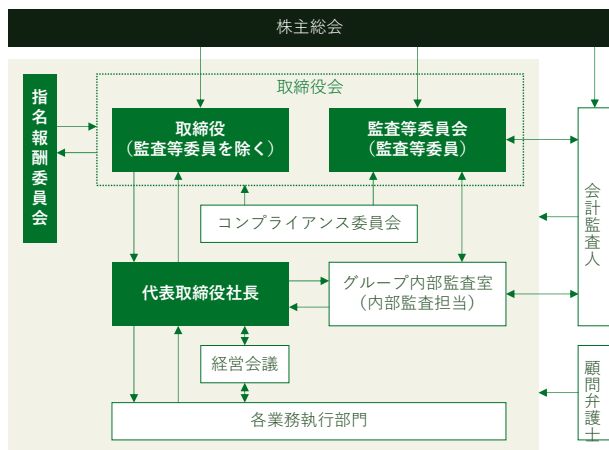 株主総会
取締役会
指名報酬委員会
取締役
（監査等委員を除く）
監査等委員会
（監査等委員）
会計監査人
コンプライアンス委員会
代表取締役社長
グループ内部監査室
（内部監査担当）
経営会議
顧問弁護士
各業務執行部門